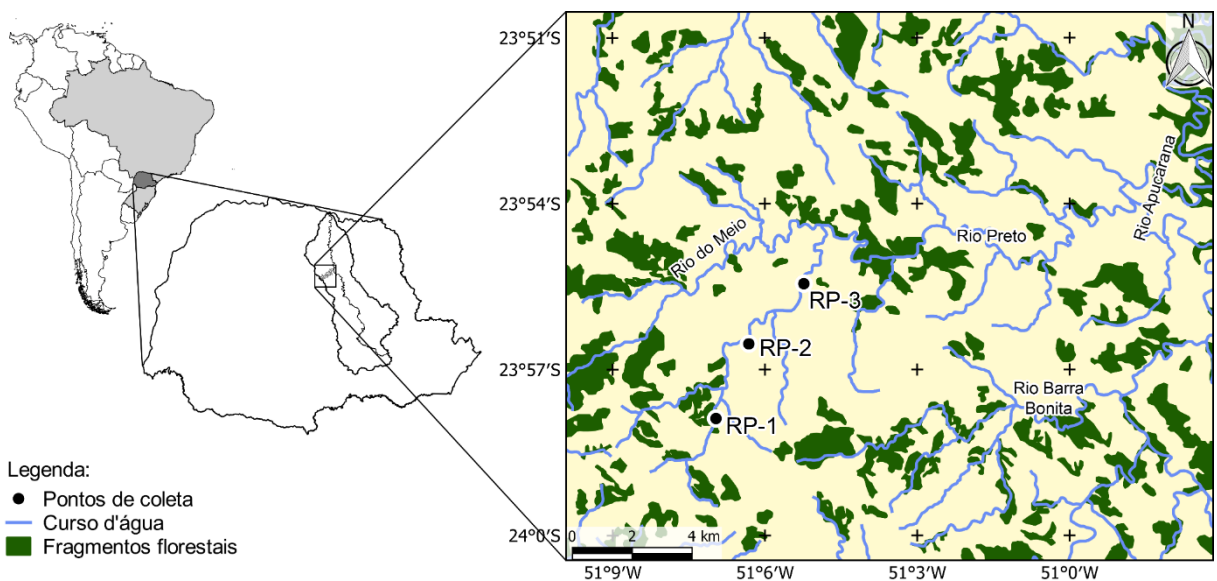 N
23°51'S
23°54'S
23°57'S
24°0'S
Rio do Meio
Rio Preto
Rio Apucarana
RP-3
RP-2
Rio Barra
Bonita
RP-1
Legenda:
Pontos de coleta
Curso d'água
Fragmentos florestais
0 2 4 km
51°9'W 51°6'W 51°3'W 51°0'W